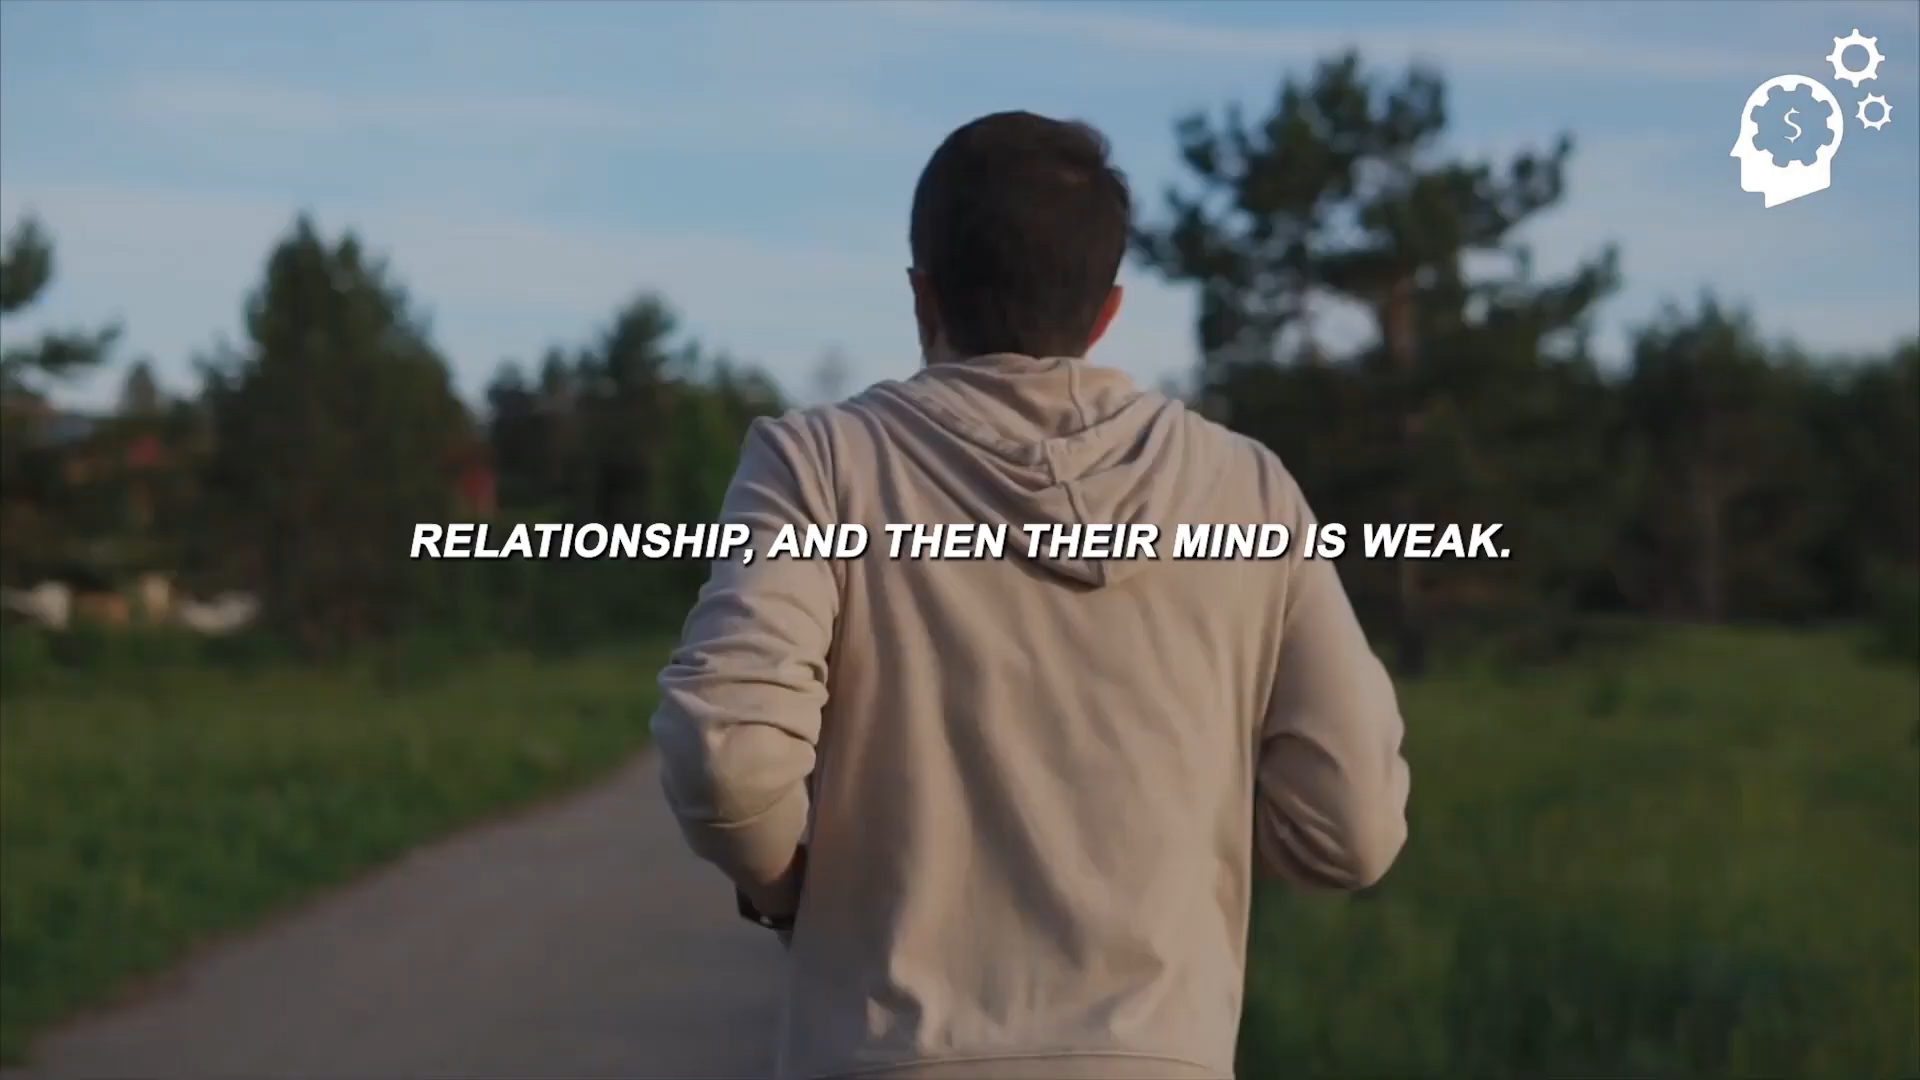 $
RELATIONSHIP, AND THEN THEIR MIND IS WEAK.